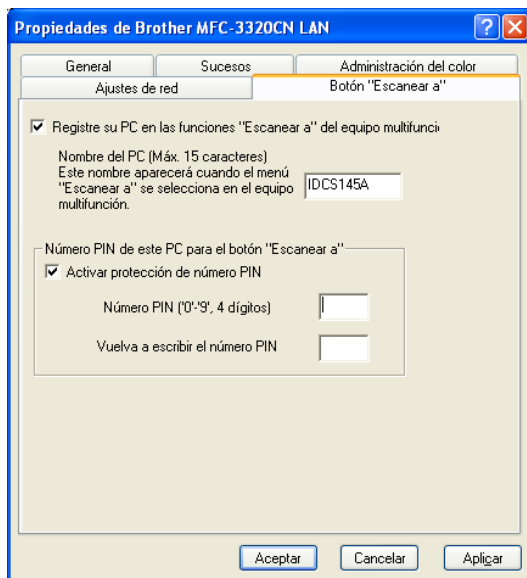 Propiedades de Brother MFC-3320CN LAN
General Sucesos Administración del color
Ajustes de red Botón "Escanear a"
Registre su PC en las funciones "Escanear a" del equipo multifunci
Nombre del PC (Máx. 15 caracteres)
Este nombre aparecerá cuando el menú
"Escanear a" se selecciona en el equipo
multifunción.
IDCS145A
Número PIN de este PC para el botón "Escanear a"
Activar protección de número PIN
Número PIN ('0'-'9', 4 dígitos)
Vuelva a escribir el número PIN
Aceptar Cancelar Aplicar